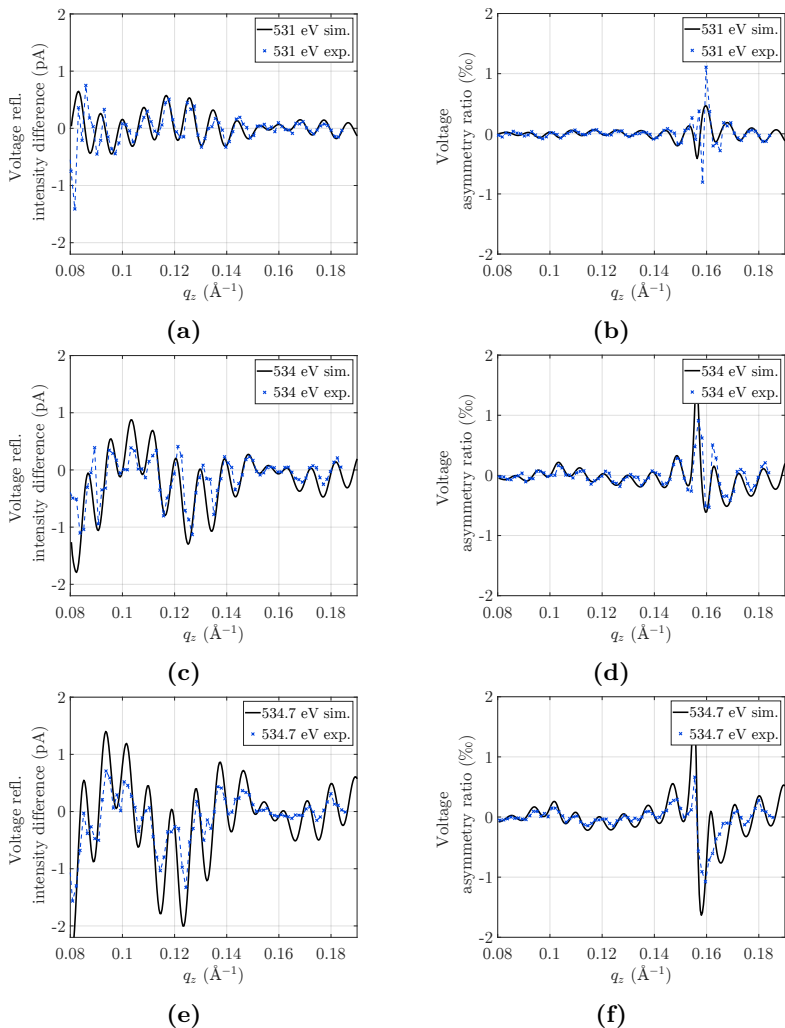 2
1
0
-1
-2
Voltage refl.
intensity difference (pA)
531 eV sim.
531 eV exp.
0.08 0.1 0.12 0.14 0.16 0.18
q_z (Å⁻¹)
(a)
2
1
0
-1
-2
Voltage
asymmetry ratio (‰)
531 eV sim.
531 eV exp.
0.08 0.1 0.12 0.14 0.16 0.18
q_z (Å⁻¹)
(b)
2
1
0
-1
-2
Voltage refl.
intensity difference (pA)
534 eV sim.
534 eV exp.
0.08 0.1 0.12 0.14 0.16 0.18
q_z (Å⁻¹)
(c)
2
1
0
-1
-2
Voltage
asymmetry ratio (‰)
534 eV sim.
534 eV exp.
0.08 0.1 0.12 0.14 0.16 0.18
q_z (Å⁻¹)
(d)
2
1
0
-1
-2
Voltage refl.
intensity difference (pA)
534.7 eV sim.
534.7 eV exp.
0.08 0.1 0.12 0.14 0.16 0.18
q_z (Å⁻¹)
(e)
2
1
0
-1
-2
Voltage
asymmetry ratio (‰)
534.7 eV sim.
534.7 eV exp.
0.08 0.1 0.12 0.14 0.16 0.18
q_z (Å⁻¹)
(f)